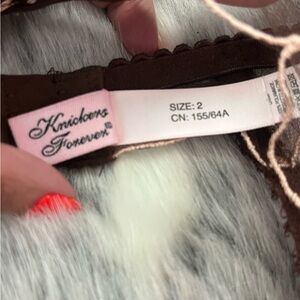 Knickers
Forever®
SIZE: 2
CN: 155/64A